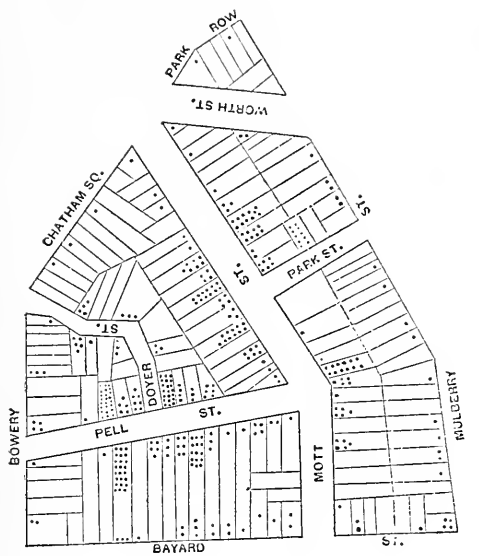 PARK ROW
WORTH ST.
CHATHAM SQ.
ST.
ST.
PARK ST.
ST.
DOYER
BOWERY
PELL ST.
MOTT
MULBERRY
BAYARD ST.